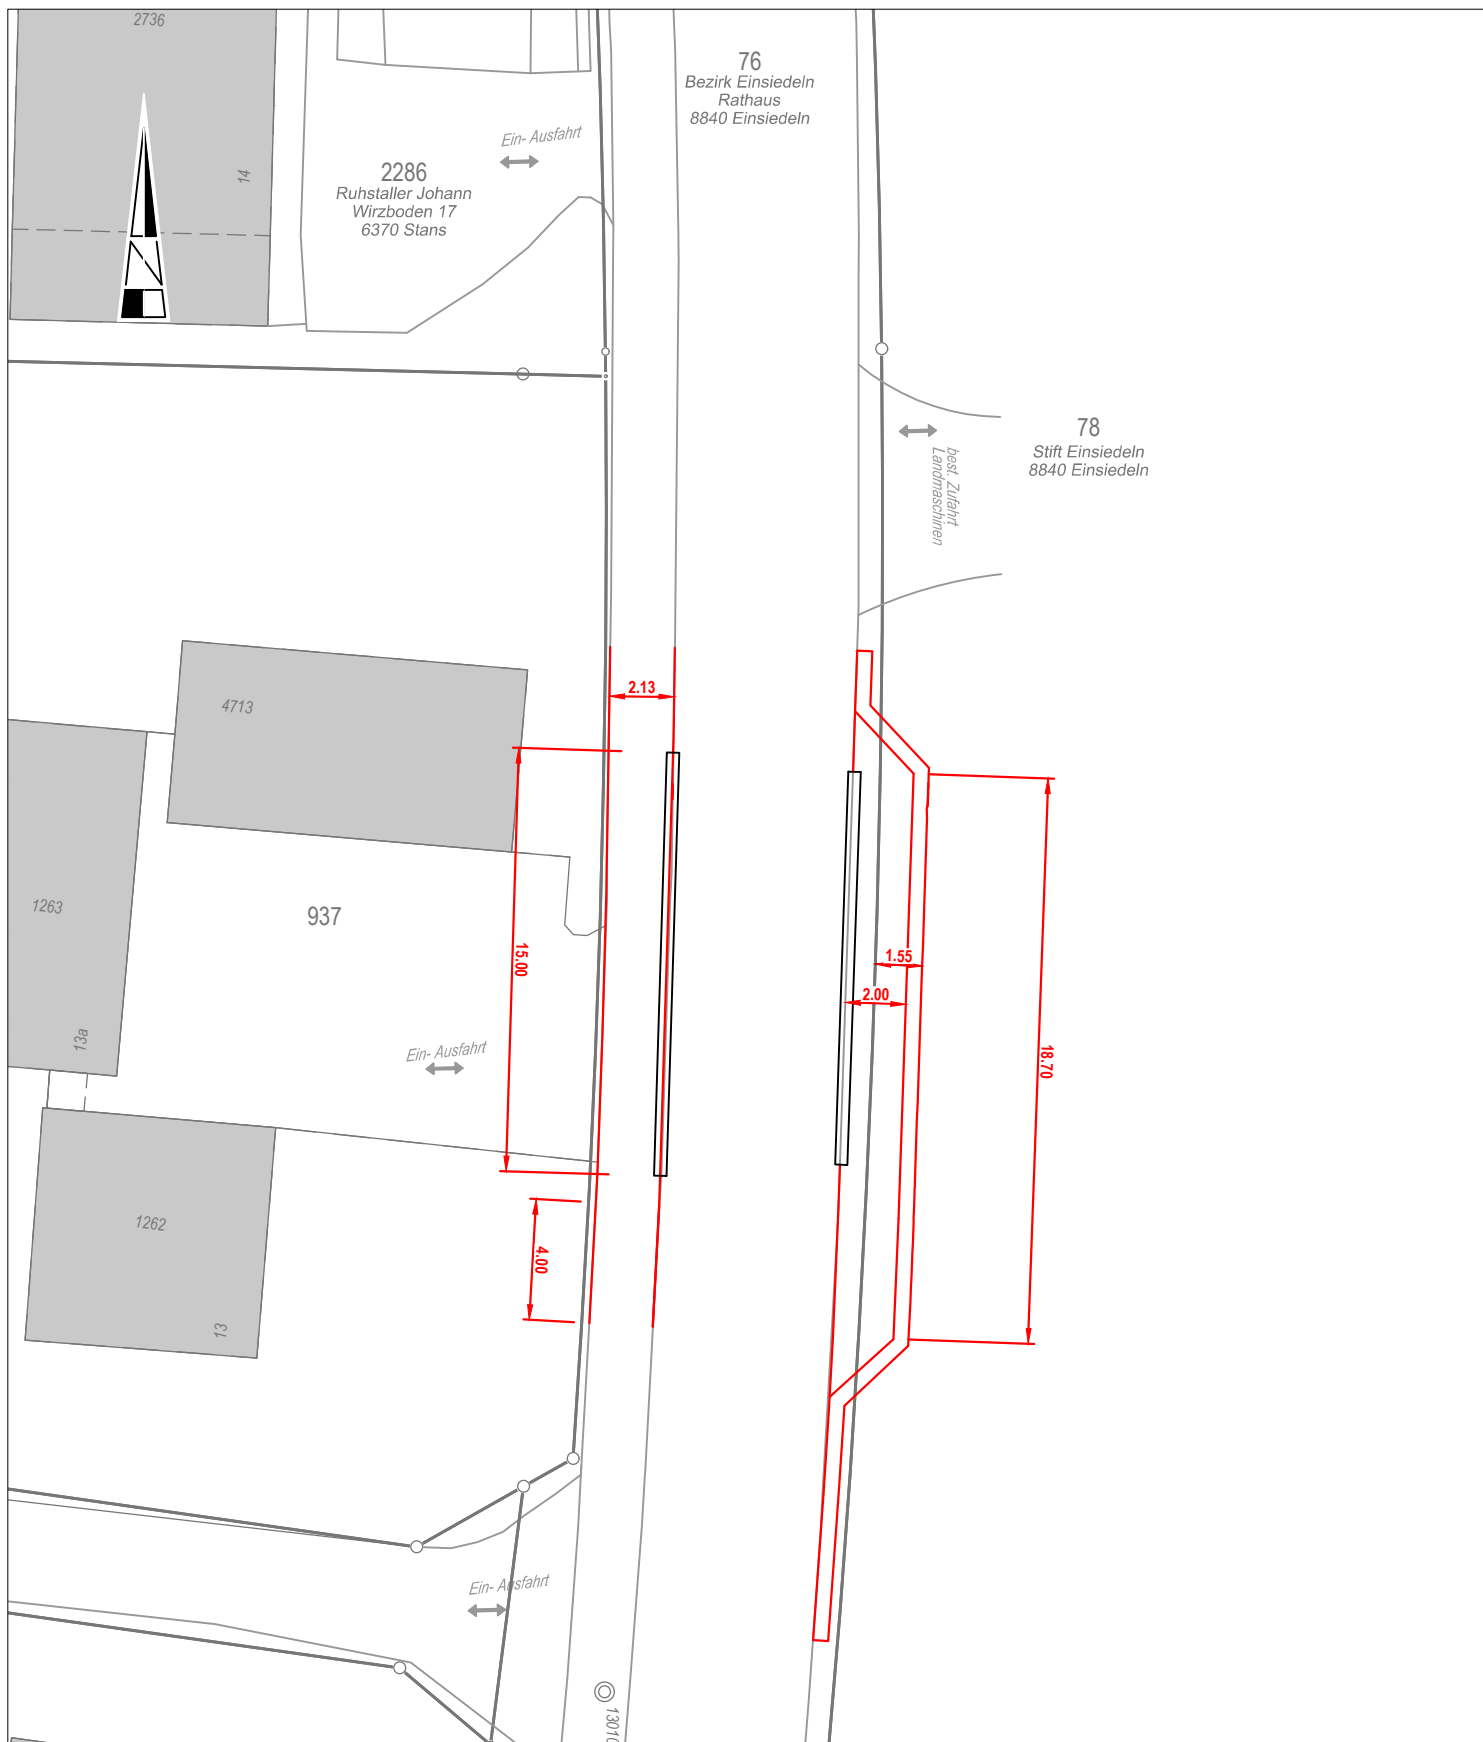 2736
76
Bezirk Einsiedeln
Rathaus
8840 Einsiedeln
Ein- Ausfahrt
14
2286
Ruhstaller Johann
Wirzboden 17
6370 Stans
78
Stift Einsiedeln
8840 Einsiedeln
best. Zufahrt
Landmaschinen
2.13
4713
1263
937
15.00
1.55
2.00
18.70
13a
Ein- Ausfahrt
1262
4.00
13
Ein- Ausfahrt